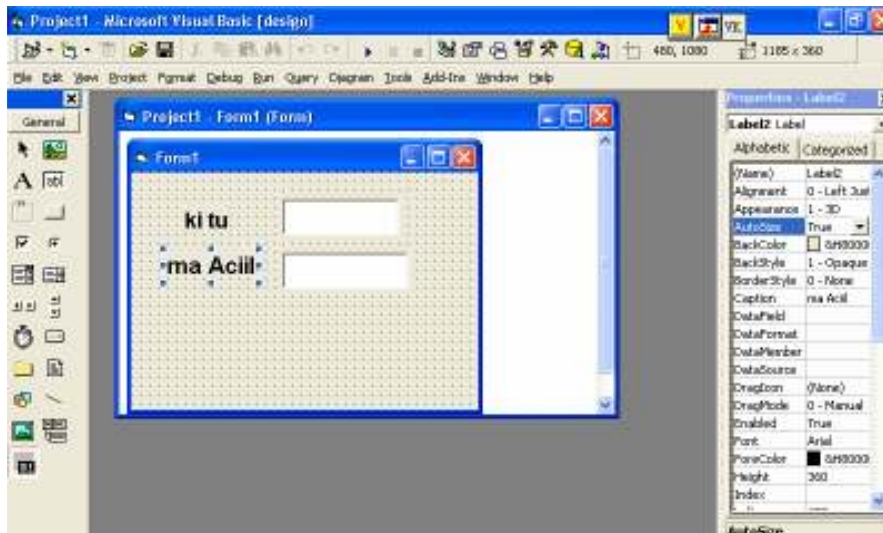 Project1 - Microsoft Visual Basic [design]
V
VK
480, 1080
1185 x 360
File Edit View Project Format Debug Run Query Diagram Tools Add-Ins Window Help
General
Project1 - Form1 (Form)
Form1
ki tu
ma Aciil
Properties - Label2
Label2 Label
Alphabetic Categorized
(Name) Label2
Alignment 0 - Left Just
Appearance 1 - 3D
AutoSize True
BackColor &H8000
BackStyle 1 - Opaque
BorderStyle 0 - None
Caption ma Aciil
DataField
DataFormat
DataMember
DataSource
DragIcon (None)
DragMode 0 - Manual
Enabled True
Font Arial
ForeColor &H8000
Height 360
Index
AutoSize